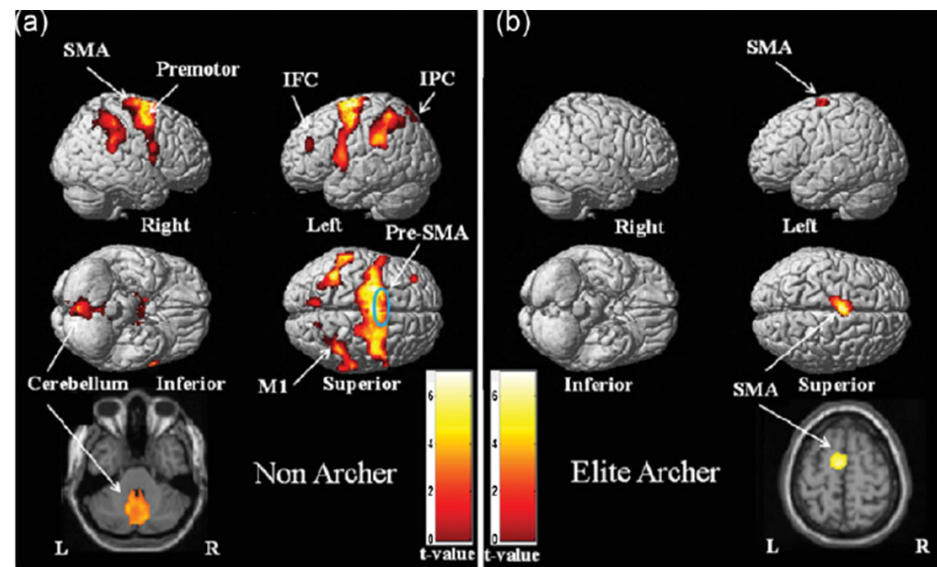 (a)
SMA
Premotor
IFC
IPC
Right
Left
Pre-SMA
Cerebellum
Inferior
M1
Superior
Non Archer
6
4
2
0
t-value
L
R
(b)
SMA
Right
Left
Inferior
Superior
SMA
Elite Archer
6
4
2
0
t-value
L
R